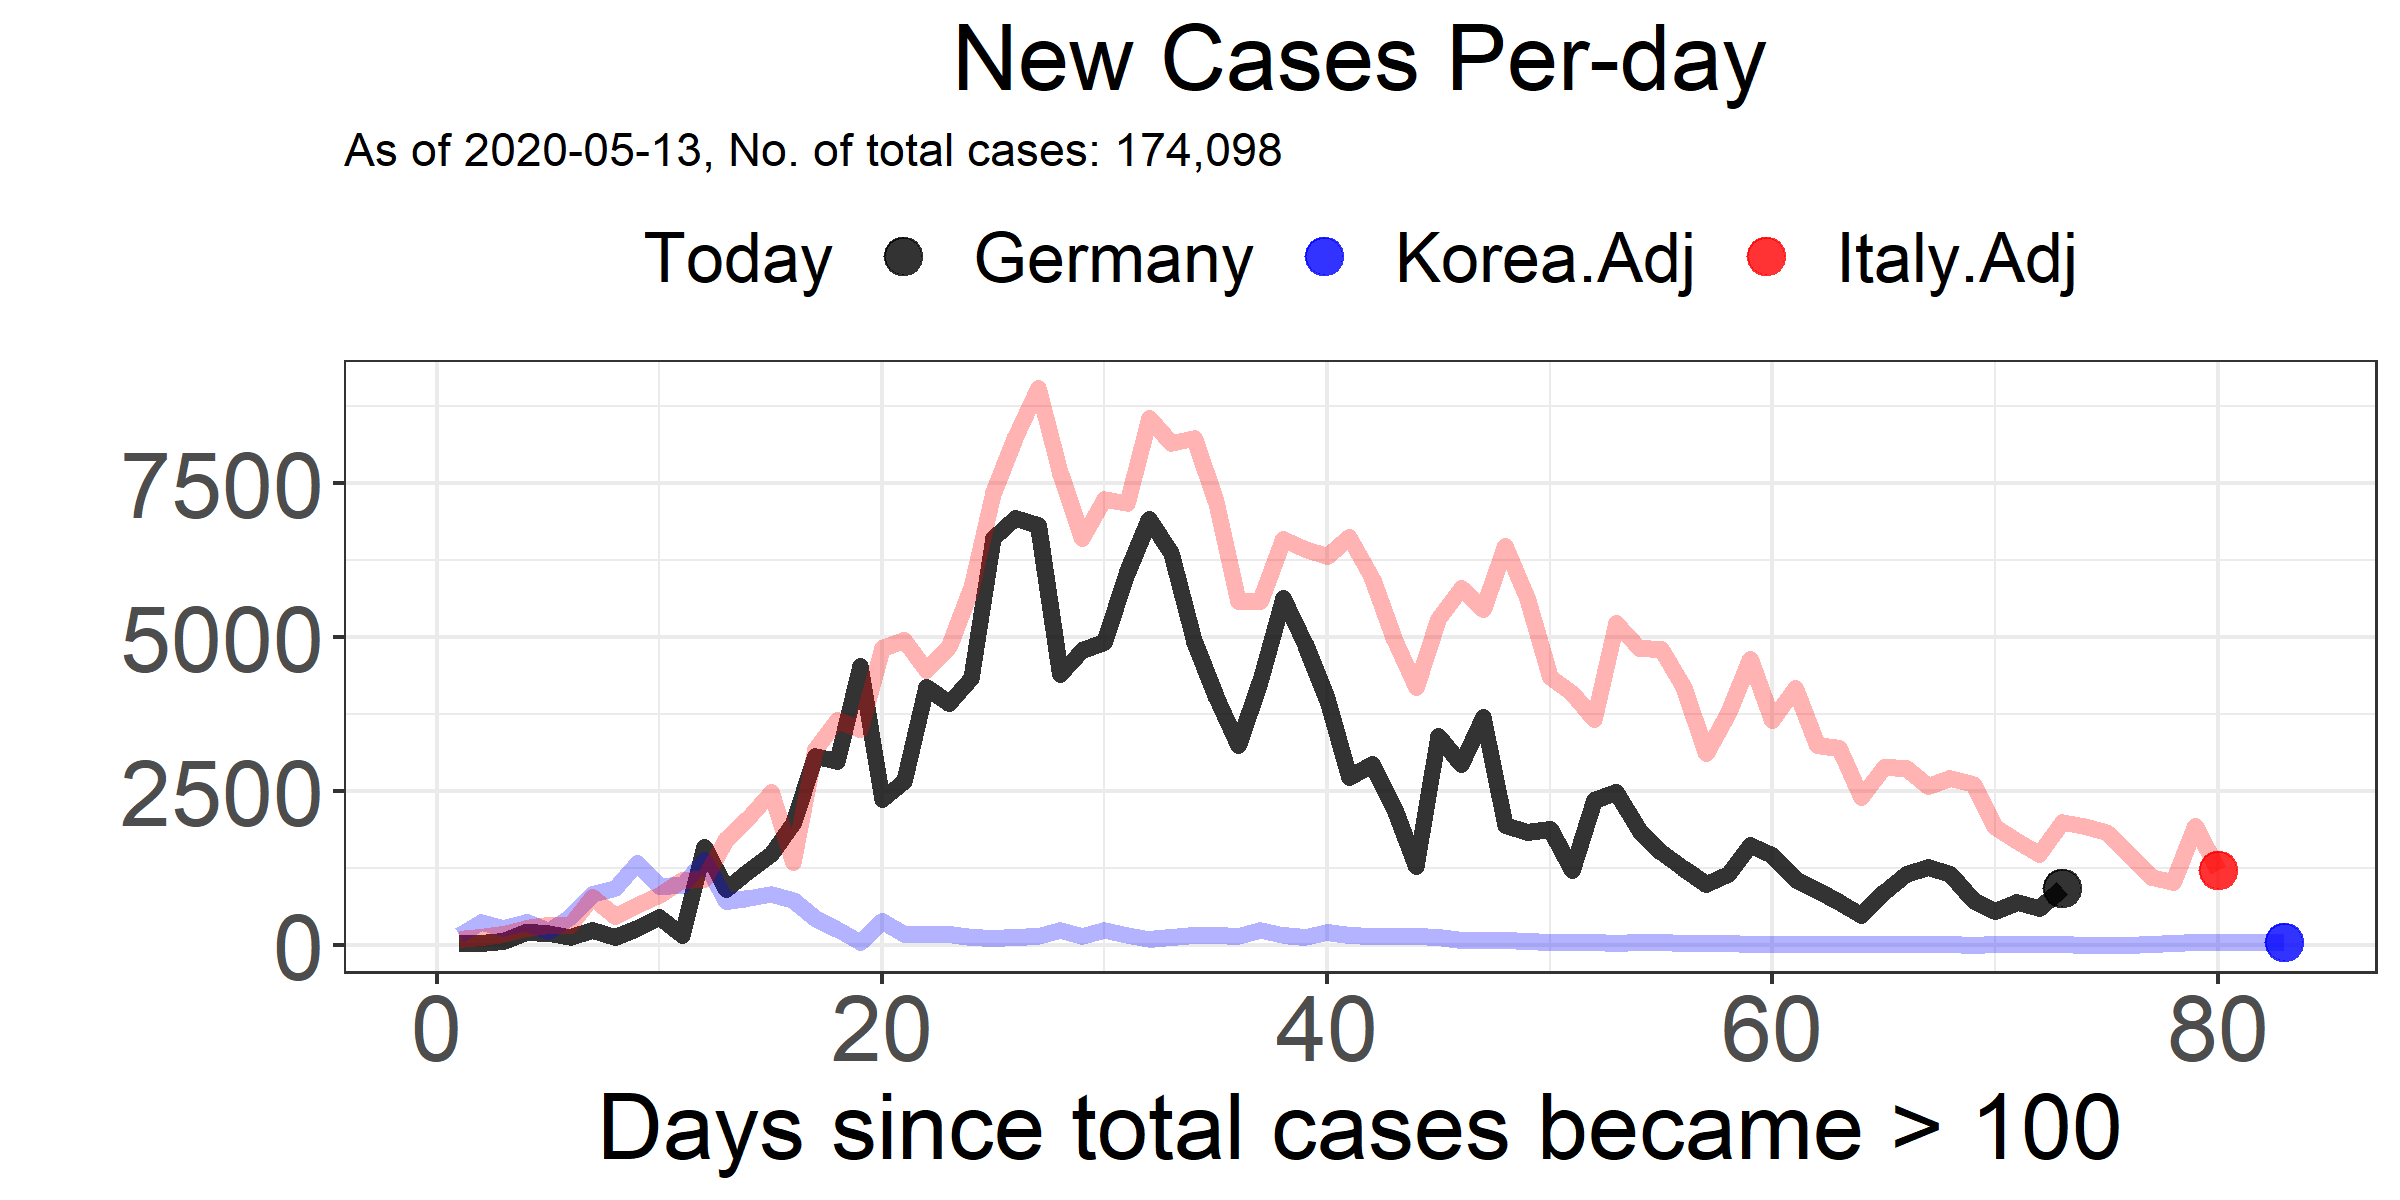 New Cases Per-day
As of 2020-05-13, No. of total cases: 174,098
Today Germany Korea.Adj Italy.Adj
7500
5000
2500
0
0 20 40 60 80
Days since total cases became > 100